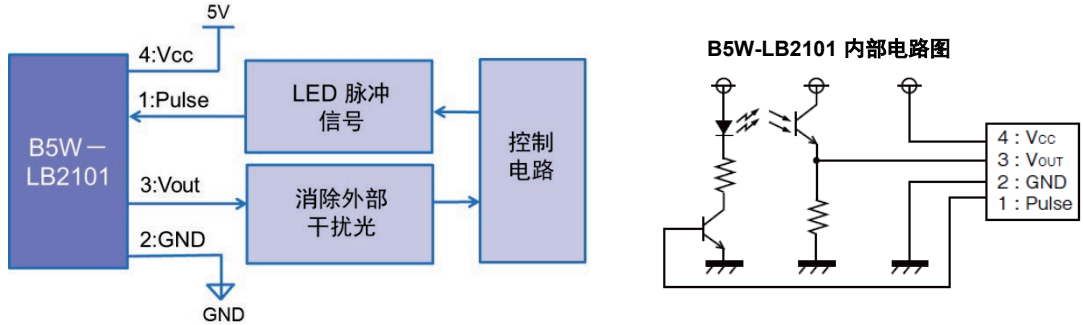 5V
4:Vcc
1:Pulse
LED 脉冲
信号
B5W－
LB2101
控制
电路
3:Vout
消除外部
干扰光
2:GND
GND
B5W-LB2101 内部电路图
4 : Vcc
3 : VOUT
2 : GND
1 : Pulse